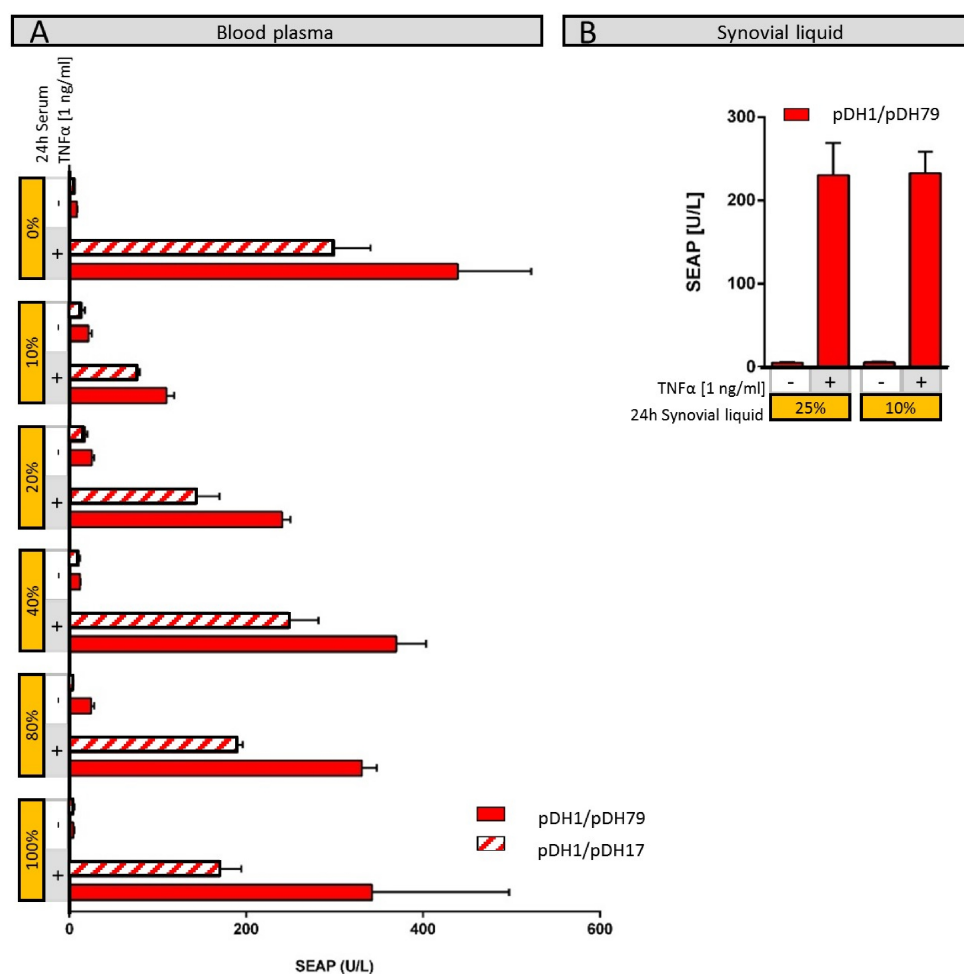 A Blood plasma
B Synovial liquid
24h Serum
TNFα [1 ng/ml]
0%
-
+
10%
-
+
20%
-
+
40%
-
+
80%
-
+
100%
-
+
pDH1/pDH79
pDH1/pDH17
0 200 400 600
SEAP (U/L)
pDH1/pDH79
300
200
100
0
SEAP [U/L]
TNFα [1 ng/ml] - + - +
24h Synovial liquid 25% 10%